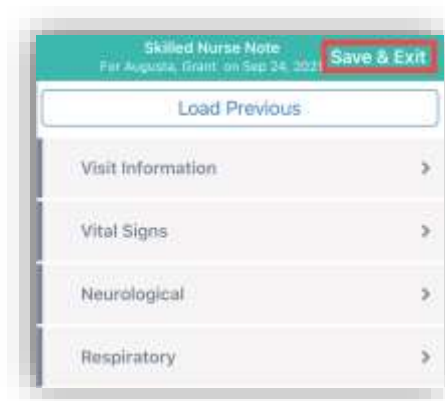 Skilled Nurse Note
For Augusta, Grant on Sep 24, 2021
Save & Exit
Load Previous
Visit Information
Vital Signs
Neurological
Respiratory